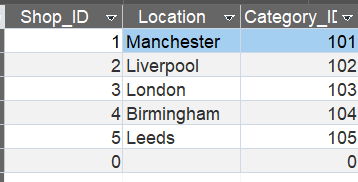 Shop_ID Location Category_ID
1 Manchester 101
2 Liverpool 102
3 London 103
4 Birmingham 104
5 Leeds 105
0 0